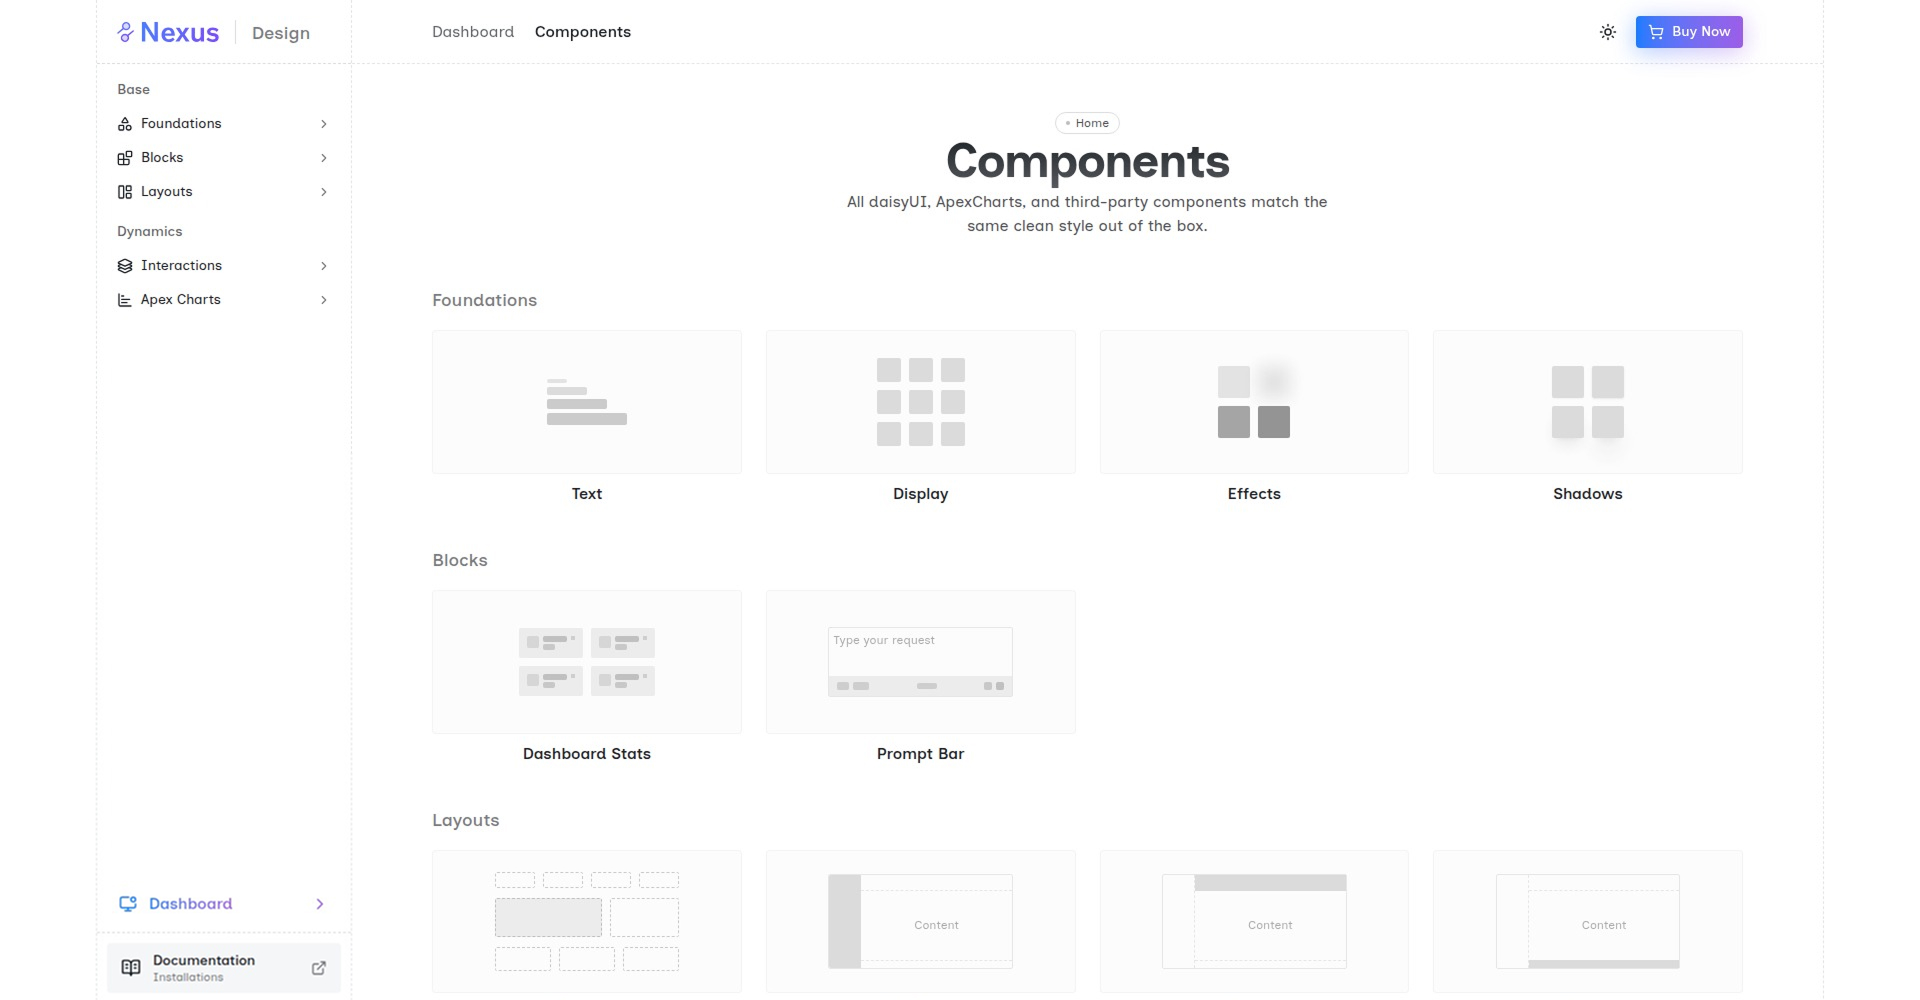 Nexus
Design
Dashboard
Components
Buy Now
Base
Foundations
Blocks
Layouts
Dynamics
Interactions
Apex Charts
Dashboard
Documentation
Installations
Home
Components
All daisyUI, ApexCharts, and third-party components match the
same clean style out of the box.
Foundations
Text
Display
Effects
Shadows
Blocks
Type your request
Dashboard Stats
Prompt Bar
Layouts
Content
Content
Content